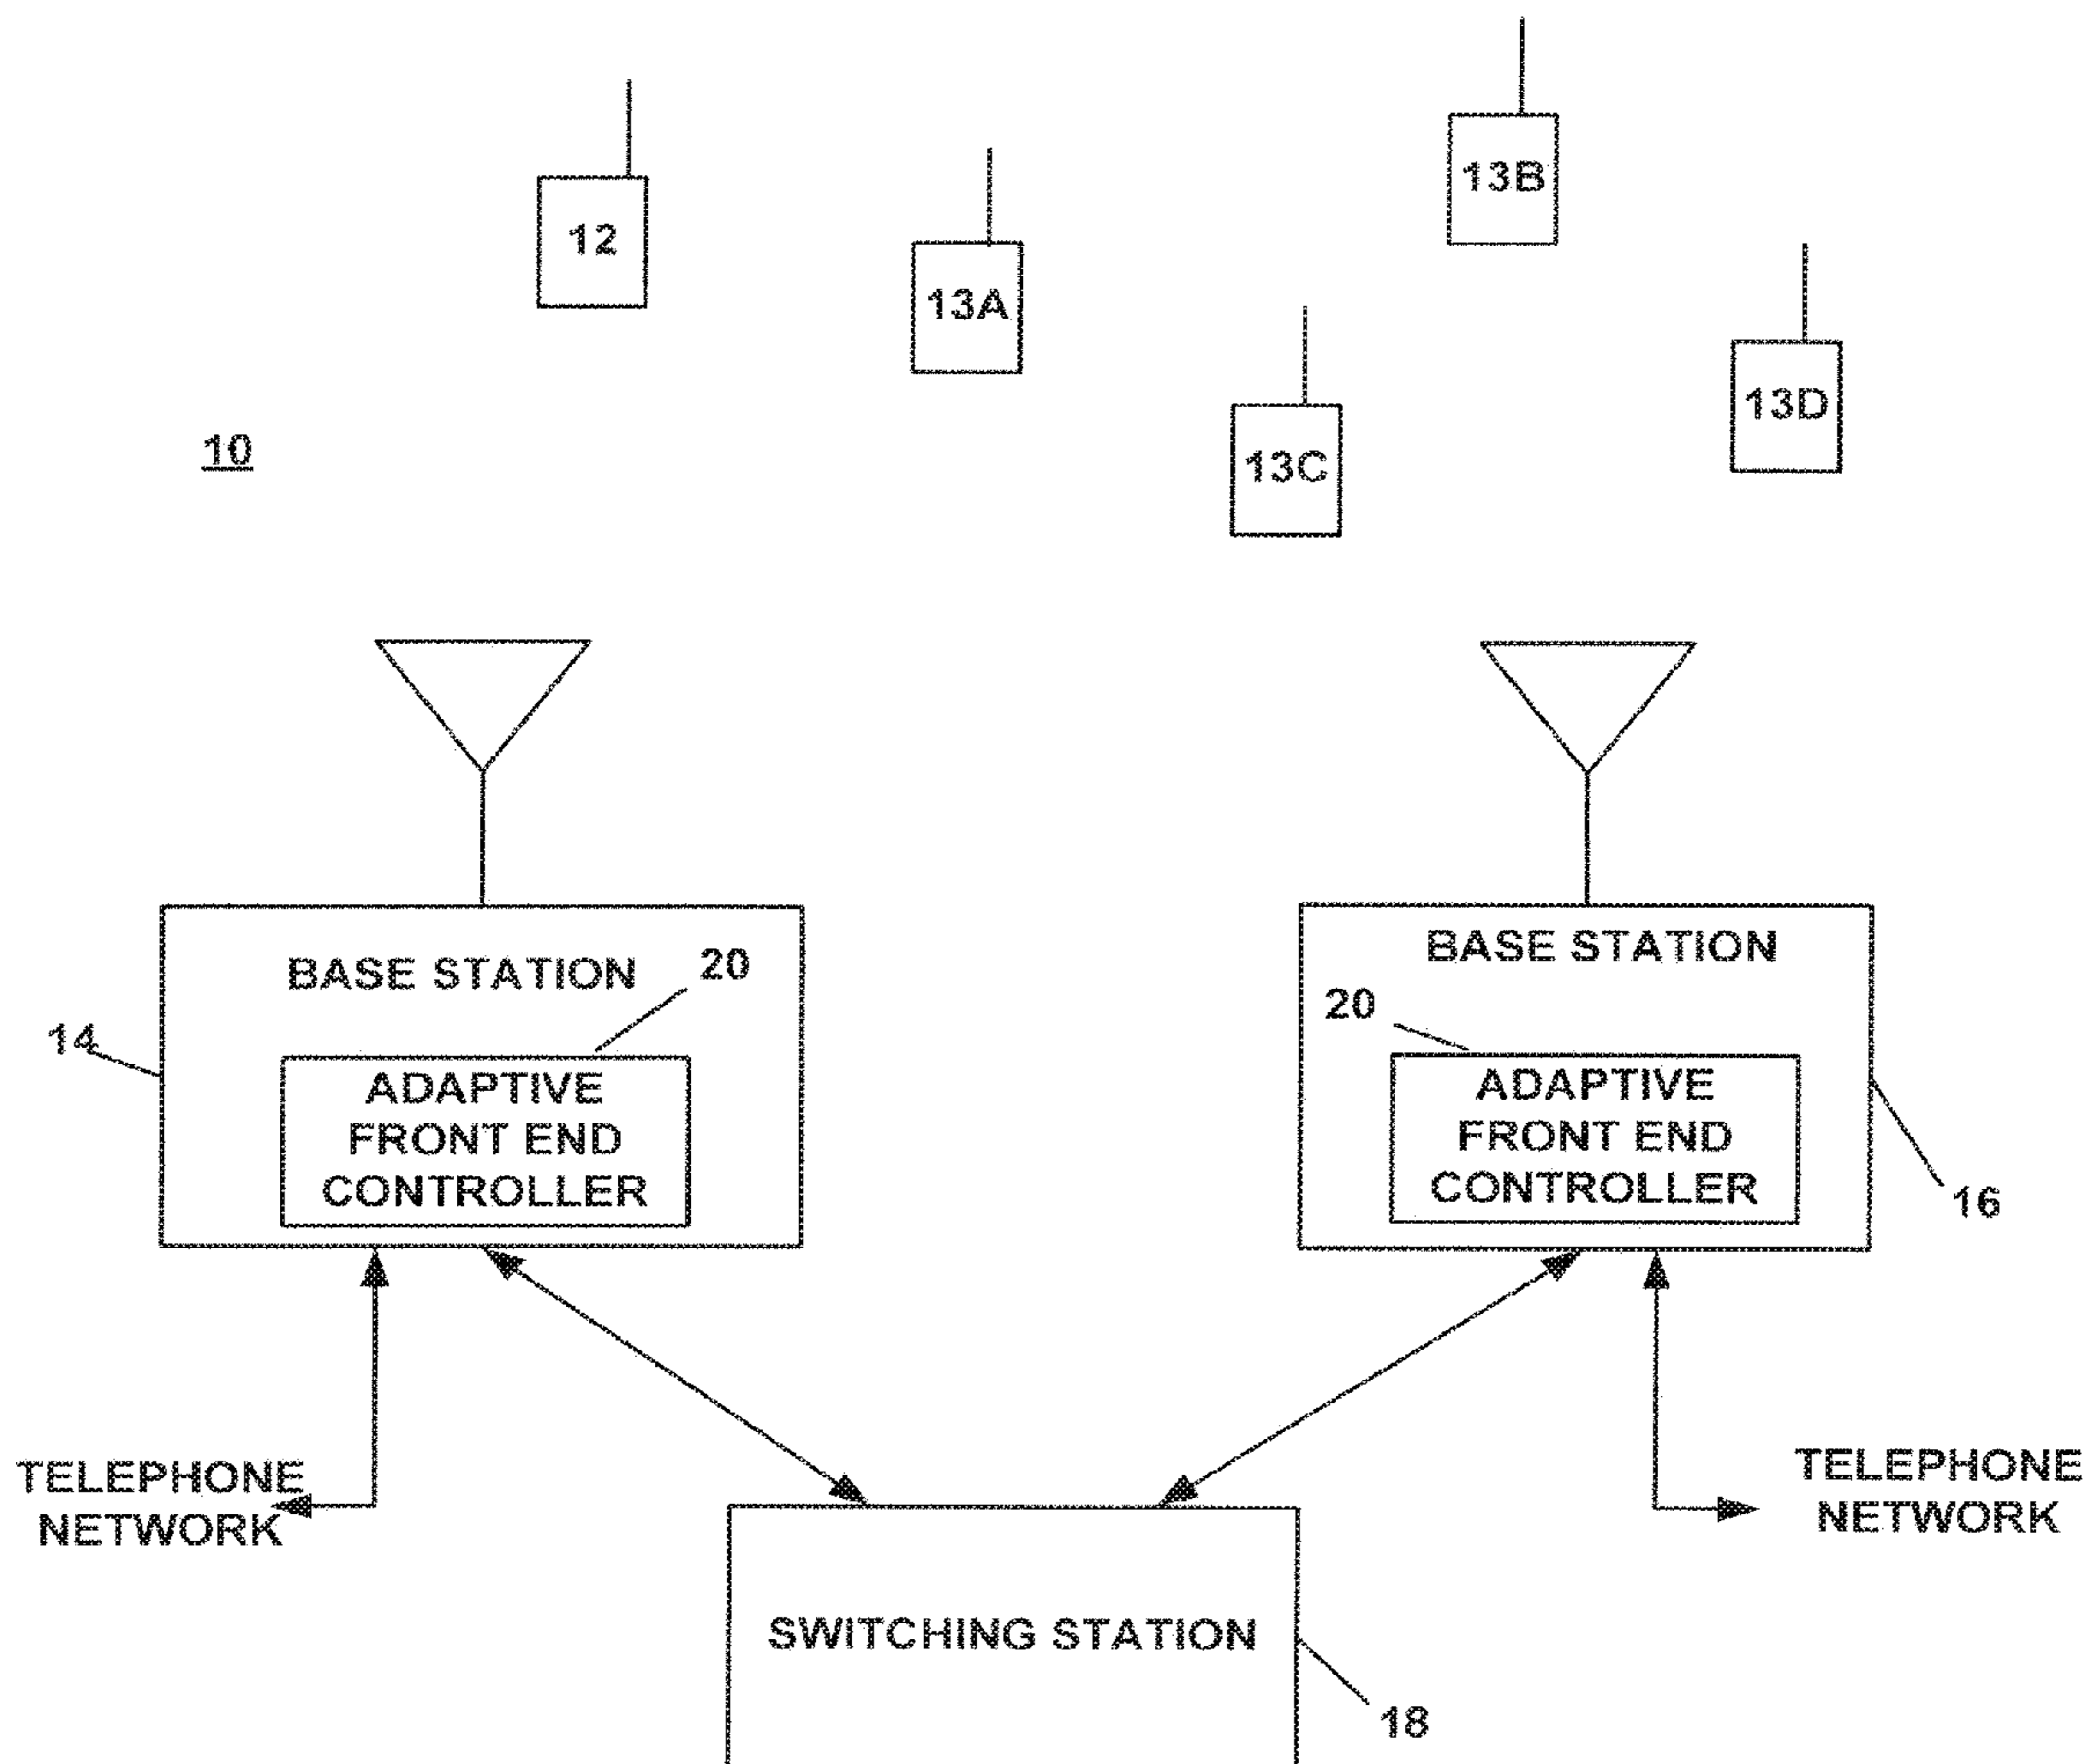 13B
12
13A
13D
10
13C
BASE STATION
20
14
ADAPTIVE
FRONT END
CONTROLLER
BASE STATION
20
ADAPTIVE
FRONT END
CONTROLLER
16
TELEPHONE
NETWORK
TELEPHONE
NETWORK
SWITCHING STATION
18